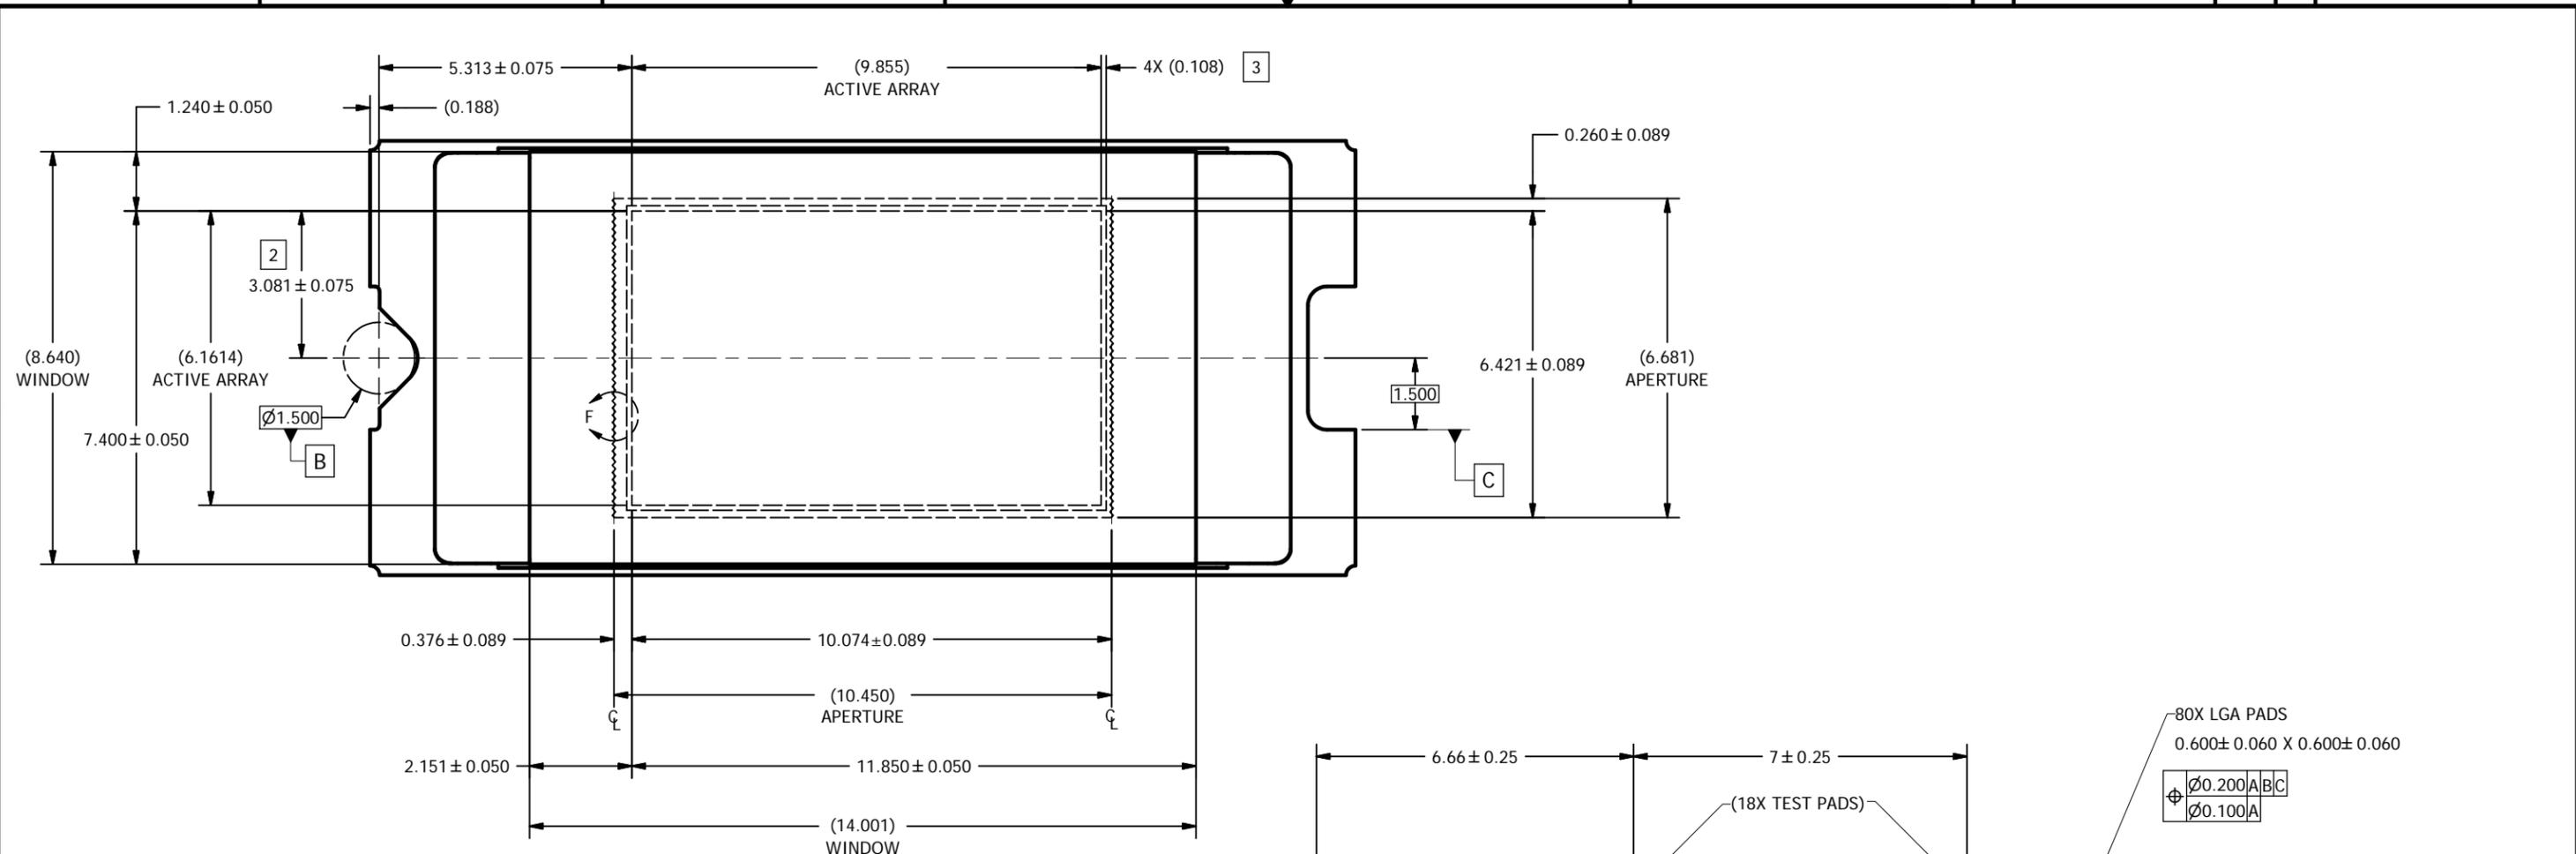 5.313±0.075
(9.855)
ACTIVE ARRAY
4X (0.108)
3
1.240±0.050
(0.188)
0.260±0.089
2
3.081±0.075
(8.640)
WINDOW
(6.1614)
ACTIVE ARRAY
6.421±0.089
(6.681)
APERTURE
1.500
Ø1.500
F
7.400±0.050
B
C
0.376±0.089
10.074±0.089
(10.450)
APERTURE
℄
℄
2.151±0.050
11.850±0.050
(14.001)
WINDOW
6.66±0.25
7±0.25
(18X TEST PADS)
80X LGA PADS
0.600±0.060 X 0.600±0.060
⌖ Ø0.200 A B C
Ø0.100 A